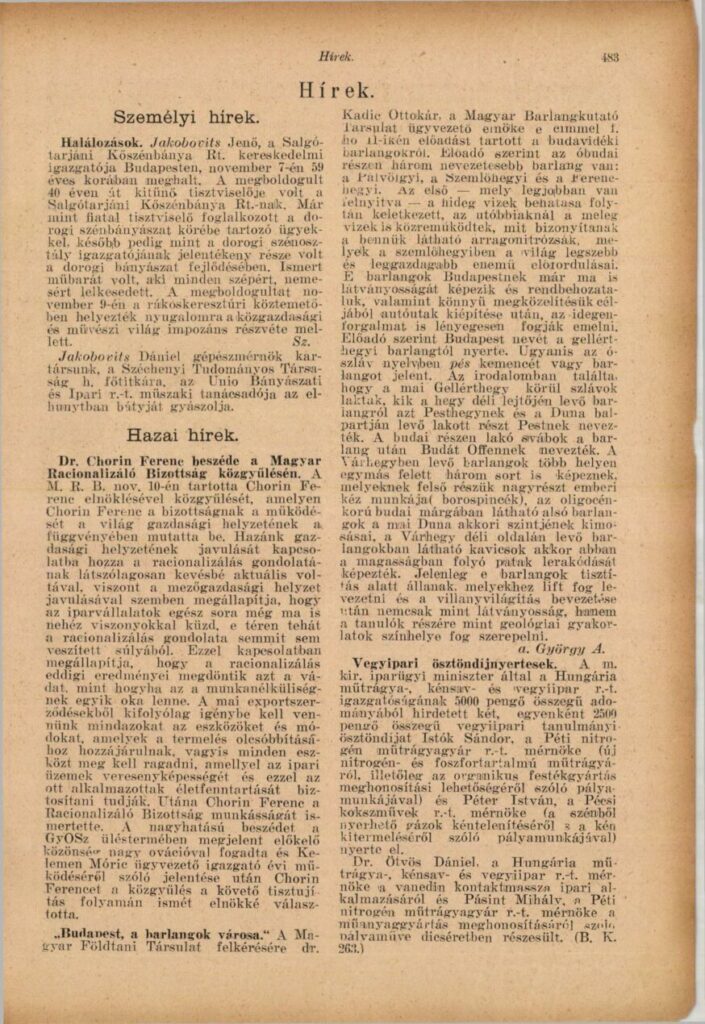 Hírek.
483
Hírek.
Személyi hírek.
Halálozások. Jakobovits Jenő, a Salgó-
tarjáni Kőszénbánya Rt. kereskedelmi
igazgatója Budapesten, november 7-én 59
éves korában meghalt. A megboldogult
40 éven át kitűnő tisztviselője volt a
Salgótarjáni Kőszénbánya Rt.-nak. Már
mint fiatal tisztviselő foglalkozott a do-
rogi szénbányászat körébe tartozó ügyek-
kel, később pedig mint a dorogi szénosz-
tály igazgatójának jelentékeny része volt
a dorogi bányászat fejlődésében. Ismert
műbarát volt, aki minden szépért, neme-
sért lelkesedett. A megboldogultat no-
vember 9-én a rákoskeresztúri köztemető-
ben helyezték nyugalomra a közgazdasági
és művészi világ impozáns részvéte mel-
lett. Sz.
Jakobovits Dániel gépészmérnök kar-
társunk, a Széchenyi Tudományos Társa-
ság h. főtitkára, az Unio Bányászati
és Ipari r.-t. műszaki tanácsadója az el-
hunytban bátyját gyászolja.
Hazai hírek.
Dr. Chorin Ferenc beszéde a Magyar
Racionalizáló Bizottság közgyűlésén. A
M. R. B. nov. 10-én tartotta Chorin Fe-
renc elnöklésével közgyűlését, amelyen
Chorin Ferenc a bizottságnak a működé-
sét a világ gazdasági helyzetének a
függvényében mutatta be. Hazánk gaz-
dasági helyzetének javulását kapcso-
latba hozza a racionalizálás gondolatá-
nak látszólagosan kevésbé aktuális vol-
tával, viszont a mezőgazdasági helyzet
javulásával szemben megállapítja, hogy
az iparvállalatok egész sora még ma is
nehéz viszonyokkal küzd, e téren tehát
a racionalizálás gondolata semmit sem
veszített súlyából. Ezzel kapcsolatban
megállapítja, hogy a racionalizálás
eddigi eredményei megdöntik azt a vá-
dat, mint hogyha az a munkanélküliség-
nek egyik oka lenne. A mai exportszer-
ződésekből kifolyólag igénybe kell ven-
nünk mindazokat az eszközöket és mó-
dokat, amelyek a termelés olcsóbbításá-
hoz hozzájárulnak, vagyis minden esz-
közt meg kell ragadni, amellyel az ipari
üzemek versenyképességét és ezzel az
ott alkalmazottak életfenntartását biz-
tosítani tudják. Utána Chorin Ferenc a
Racionalizáló Bizottság munkásságát is-
mertette. A nagyhatású beszédet a
GyOSz üléstermében megjelent előkelő
közönség nagy ovációval fogadta és Ke-
lemen Móric ügyvezető igazgató évi mű-
ködéséről szóló jelentése után Chorin
Ferencet a közgyűlés a követő tisztují-
tás folyamán ismét elnökké válasz-
totta.
„Budapest, a barlangok városa.“ A Ma-
gyar Földtani Társulat felkérésére dr.
Kadic Ottokár, a Magyar Barlangkutató
Társulat ügyvezető elnöke e címmel f.
hó 11-ikén előadást tartott a budavidéki
barlangokról. Előadó szerint az óbudai
részen három nevezetesebb barlang van:
a Pálvölgyi, a Szemlőhegyi és a Ferenc-
hegyi. Az első — mely legjobban van
felnyitva — a hideg vizek behatása foly-
tán keletkezett, az utóbbiaknál a meleg
vizek is közreműködtek, mit bizonyítanak
a bennük látható arragonitrózsák, me-
lyek a szemlőhegyiben a világ legszebb
és leggazdagabb enemű előfordulásai.
E barlangok Budapestnek már ma is
látványosságát képezik és rendbehozata-
luk, valamint könnyű megközelítésük cél-
jából autóutak kiépítése után, az idegen-
forgalmat is lényegesen fogják emelni.
Előadó szerint Budapest nevét a gellért-
hegyi barlangtól nyerte. Ugyanis az ó-
szláv nyelvben pés kemencét vagy bar-
langot jelent. Az irodalomban találta,
hogy a mai Gellérthegy körül szlávok
laktak, kik a hegy déli lejtőjén levő bar-
langról azt Pesthegynek és a Duna bal-
partján levő lakott részt Pestnek nevez-
ték. A budai részen lakó svábok a bar-
lang után Budát Offennek nevezték. A
Várhegyben levő barlangok több helyen
egymás felett három sort is képeznek,
melyeknek felső részük nagyrészt emberi
kéz munkája( borospincék), az oligocén-
korú budai márgában látható alsó barlan-
gok a mai Duna akkori szintjének kimo-
sásai, a Várhegy déli oldalán levő bar-
langokban látható kavicsok akkor abban
a magasságban folyó patak lerakódását
képezték. Jelenleg e barlangok tisztí-
tás alatt állanak, melyekhez lift fog le-
vezetni és a villanyvilágítás bevezetése
után nemcsak mint látványosság, hanem
a tanulók részére mint geológiai gyakor-
latok színhelye fog szerepelni.
a. György A.
Vegyipari ösztöndíjnyertesek. A m.
kir. iparügyi miniszter által a Hungária
műtrágya-, kénsav- és vegyiipar r.-t.
igazgatóságának 5000 pengő összegű ado-
mányából hirdetett két, egyenként 2500
pengő összegű vegyiipari tanulmányi
ösztöndíjat Istók Sándor, a Péti nitro-
gén műtrágyagyár r.-t. mérnöke (új
nitrogén- és foszfortartalmú műtrágyá-
ról, illetőleg az organikus festékgyártás
meghonosítási lehetőségéről szóló pálya-
munkájával) és Péter István, a Pécsi
kokszművek r.-t. mérnöke (a szénből
nyerhető gázok kéntelenítéséről s a kén
kitermeléséről szóló pályamunkájával)
nyerte el.
Dr. Ötvös Dániel, a Hungária mű-
trágya-, kénsav- és vegyiipar r.-t. mér-
nöke a vanedin kontaktmassza ipari al-
kalmazásáról és Pásint Mihály, a Péti
nitrogén műtrágyagyár r.-t. mérnöke a
műanyaggyártás meghonosításáról szóló
pályaműve dicséretben részesült. (B. K.
263.)